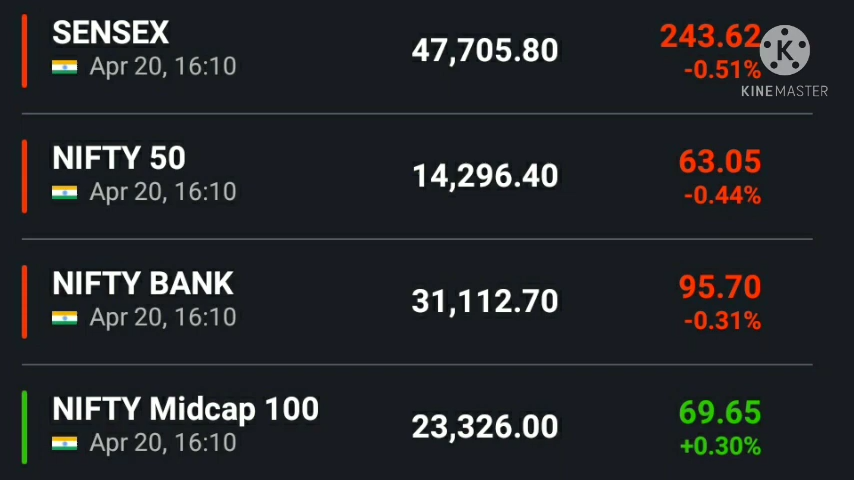 SENSEX
Apr 20, 16:10
47,705.80
243.62
-0.51%
K
KINEMASTER
NIFTY 50
Apr 20, 16:10
14,296.40
63.05
-0.44%
NIFTY BANK
Apr 20, 16:10
31,112.70
95.70
-0.31%
NIFTY Midcap 100
Apr 20, 16:10
23,326.00
69.65
+0.30%